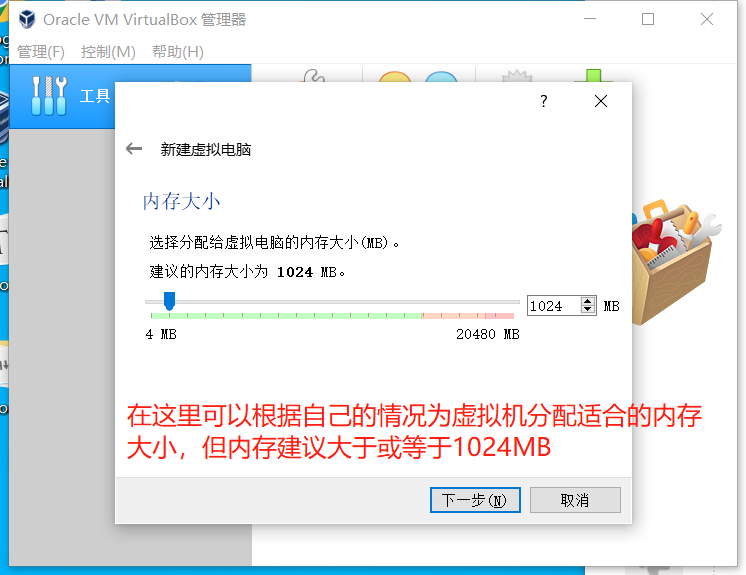 Oracle VM VirtualBox 管理器
管理(F) 控制(M) 帮助(H)
工具
?
新建虚拟电脑
内存大小
选择分配给虚拟电脑的内存大小(MB)。
建议的内存大小为 1024 MB。
1024 MB
4 MB 20480 MB
在这里可以根据自己的情况为虚拟机分配适合的内存
大小，但内存建议大于或等于1024MB
下一步(N) 取消